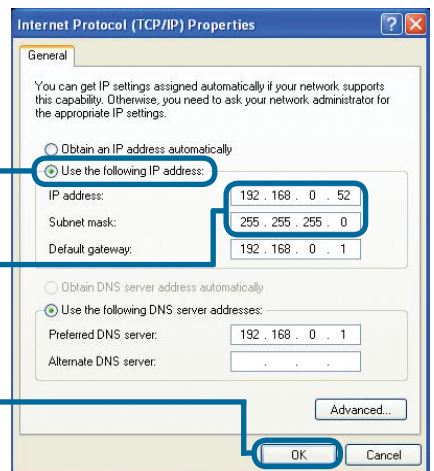 Internet Protocol (TCP/IP) Properties
General
You can get IP settings assigned automatically if your network supports
this capability. Otherwise, you need to ask your network administrator for
the appropriate IP settings.
Obtain an IP address automatically
Use the following IP address:
IP address: 192 . 168 . 0 . 52
Subnet mask: 255 . 255 . 255 . 0
Default gateway: 192 . 168 . 0 . 1
Obtain DNS server address automatically
Use the following DNS server addresses:
Preferred DNS server: 192 . 168 . 0 . 1
Alternate DNS server: . . .
Advanced...
OK Cancel